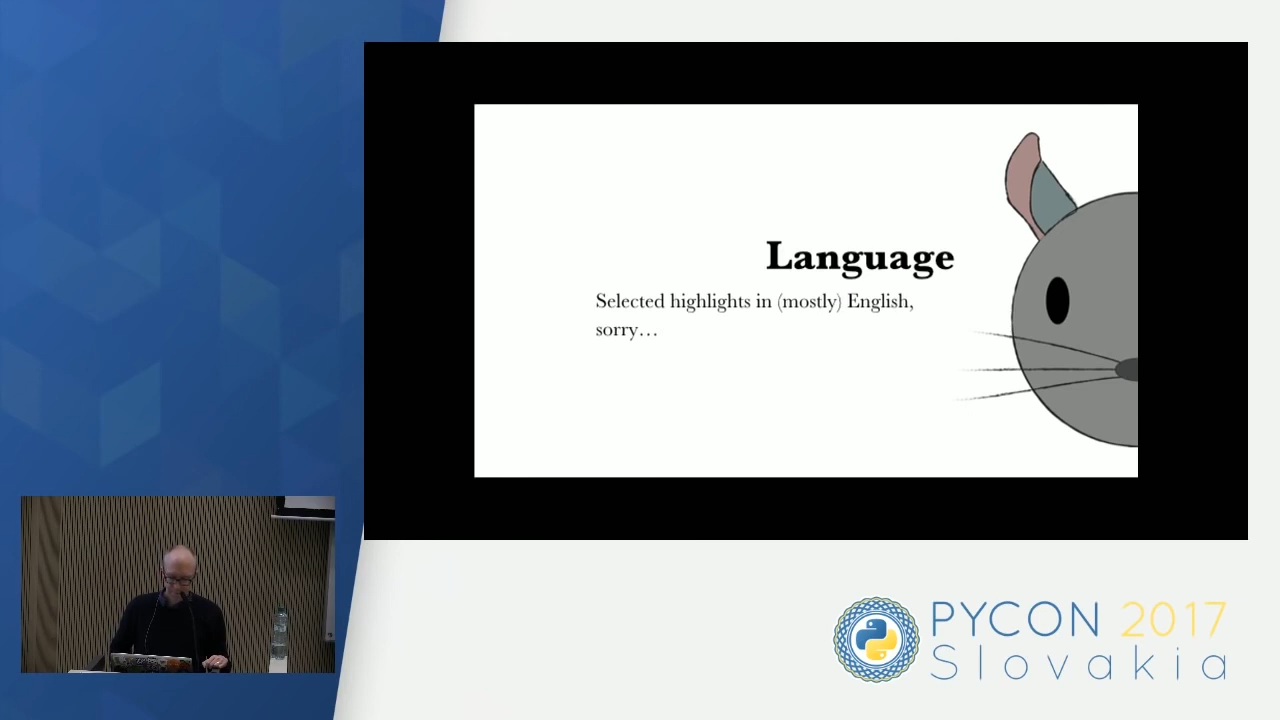 Language
Selected highlights in (mostly) English,
sorry…
PYCON 2017
Slovakia